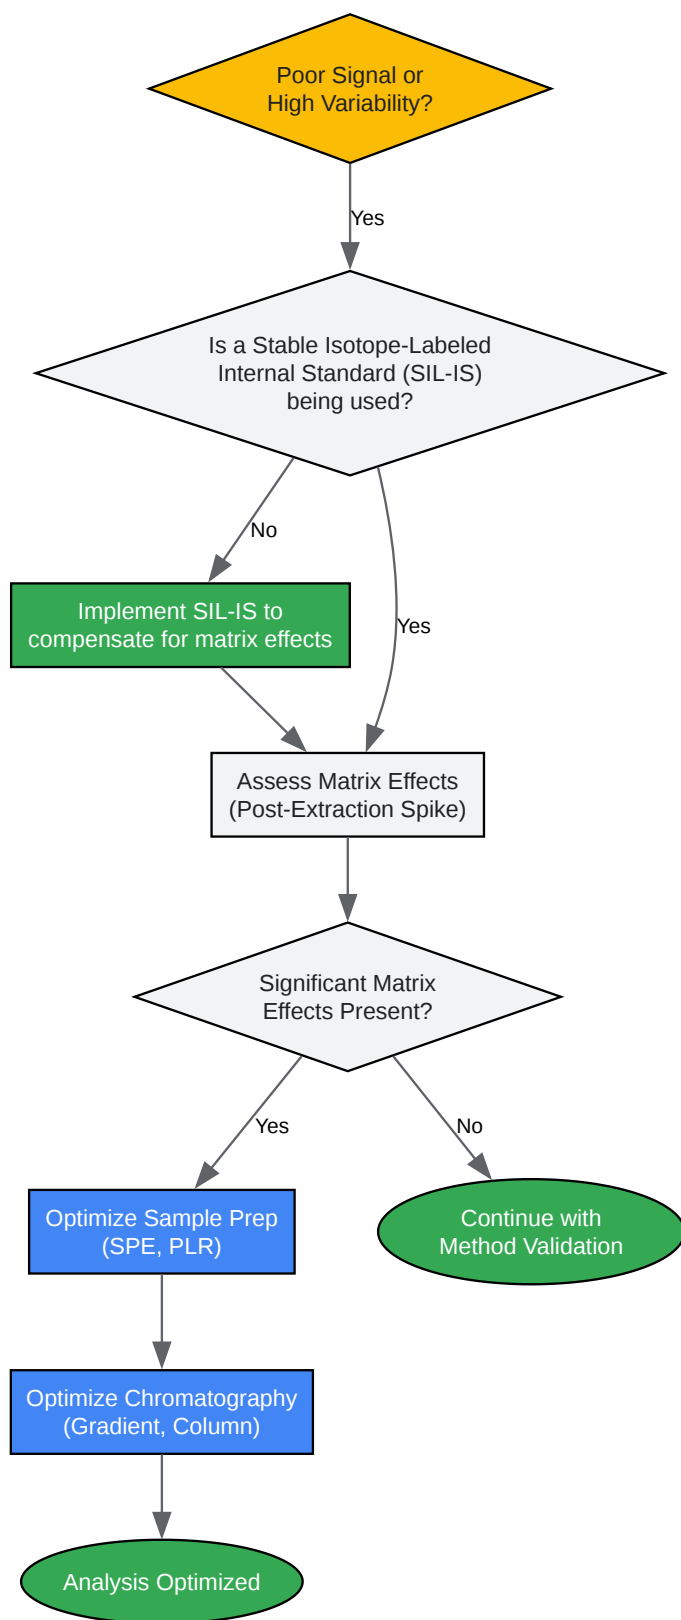 Poor Signal or
High Variability?
Yes
Is a Stable Isotope-Labeled
Internal Standard (SIL-IS)
being used?
No
Implement SIL-IS to
compensate for matrix effects
Yes
Assess Matrix Effects
(Post-Extraction Spike)
Significant Matrix
Effects Present?
Yes
No
Optimize Sample Prep
(SPE, PLR)
Continue with
Method Validation
Optimize Chromatography
(Gradient, Column)
Analysis Optimized